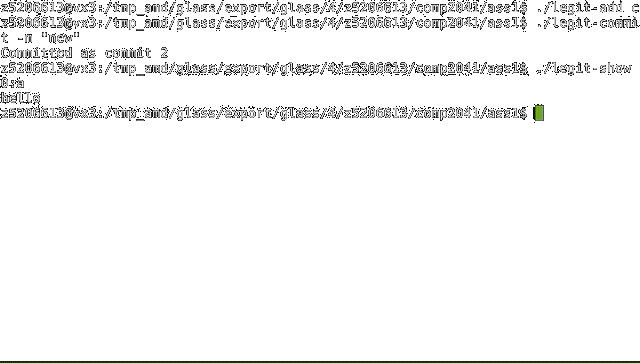 z5206613@vx3:/tmp_amd/glass/export/glass/4/z5206613/comp2041/ass1$ ./legit-add c
z5206613@vx3:/tmp_amd/glass/export/glass/4/z5206613/comp2041/ass1$ ./legit-commi
t -m "new"
Committed as commit 2
z5206613@vx3:/tmp_amd/glass/export/glass/4/z5206613/comp2041/ass1$ ./legit-show
0:a
hello
z5206613@vx3:/tmp_amd/glass/export/glass/4/z5206613/comp2041/ass1$